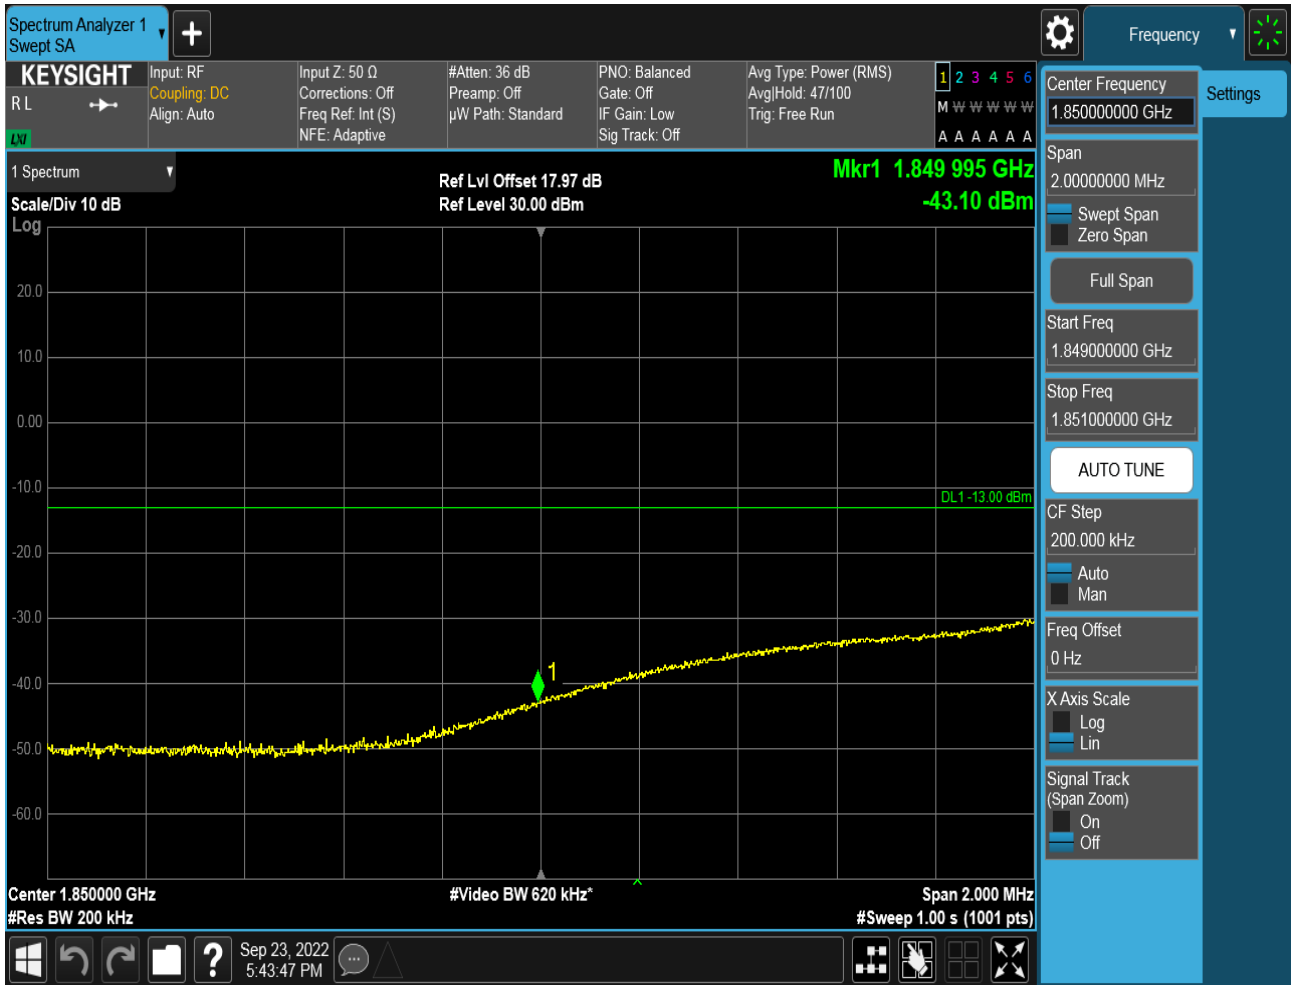 Spectrum Analyzer 1
Swept SA
+
Frequency
KEYSIGHT
R L
LXI
Input: RF
Coupling: DC
Align: Auto
Input Z: 50 Ω
Corrections: Off
Freq Ref: Int (S)
NFE: Adaptive
#Atten: 36 dB
Preamp: Off
µW Path: Standard
PNO: Balanced
Gate: Off
IF Gain: Low
Sig Track: Off
Avg Type: Power (RMS)
Avg|Hold: 47/100
Trig: Free Run
1 2 3 4 5 6
M W W W W W
A A A A A A
1 Spectrum
Scale/Div 10 dB
Log
Ref Lvl Offset 17.97 dB
Ref Level 30.00 dBm
Mkr1 1.849 995 GHz
-43.10 dBm
20.0
10.0
0.00
-10.0
DL1 -13.00 dBm
-20.0
-30.0
1
-40.0
-50.0
-60.0
Center 1.850000 GHz
#Video BW 620 kHz*
Span 2.000 MHz
#Res BW 200 kHz
#Sweep 1.00 s (1001 pts)
?
Sep 23, 2022
5:43:47 PM
Center Frequency
1.850000000 GHz
Settings
Span
2.00000000 MHz
Swept Span
Zero Span
Full Span
Start Freq
1.849000000 GHz
Stop Freq
1.851000000 GHz
AUTO TUNE
CF Step
200.000 kHz
Auto
Man
Freq Offset
0 Hz
X Axis Scale
Log
Lin
Signal Track
(Span Zoom)
On
Off